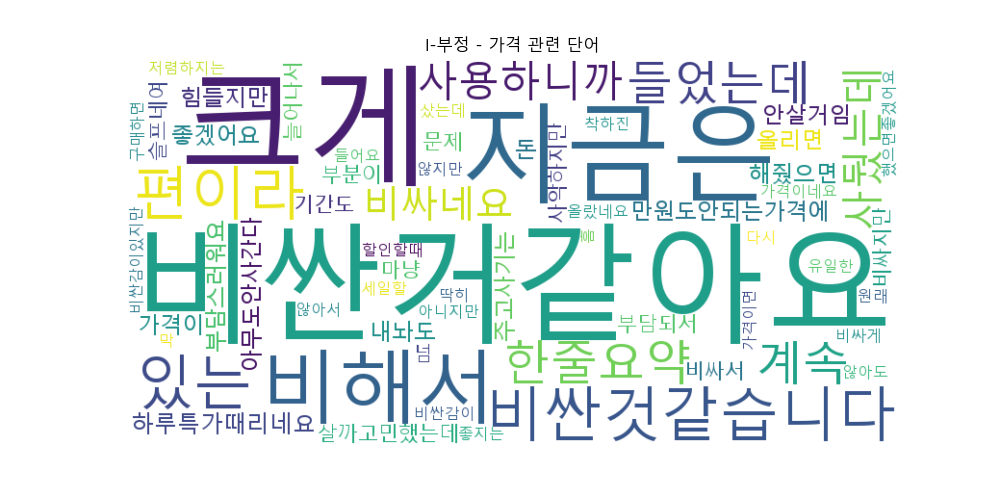 I-부정 - 가격 관련 단어
저렴하지는
크게
사용하니까
들었는데
힘들지만
늘어나서
구매하면
슬프네여
좋겠어요
지금은
샀는데
문제
돈
착하진
안살거임
올리면
사뒀는데
했으면좋겠어요
들어요
않지만
부분이
사악하지만
해줬으면
가격이네요
편이라
기간도
비싸네요
올랐네요
만원도안되는가격에
비싸지만
비싼감이있지만
부담스러워요
아무도안사간다
비싼거같아요
할인할때
마냥
세일할
주고사기는
다시
유일한
원래
않아서
딱히
아니지만
가격이
막
내봐도
넘
부담되서
가격이면
비싸게
있는
비해서
한줄요약
비싸서
계속
않아도
비싼감이
비싼것같습니다
하루특가때리네요
살까고민했는데
좋지는